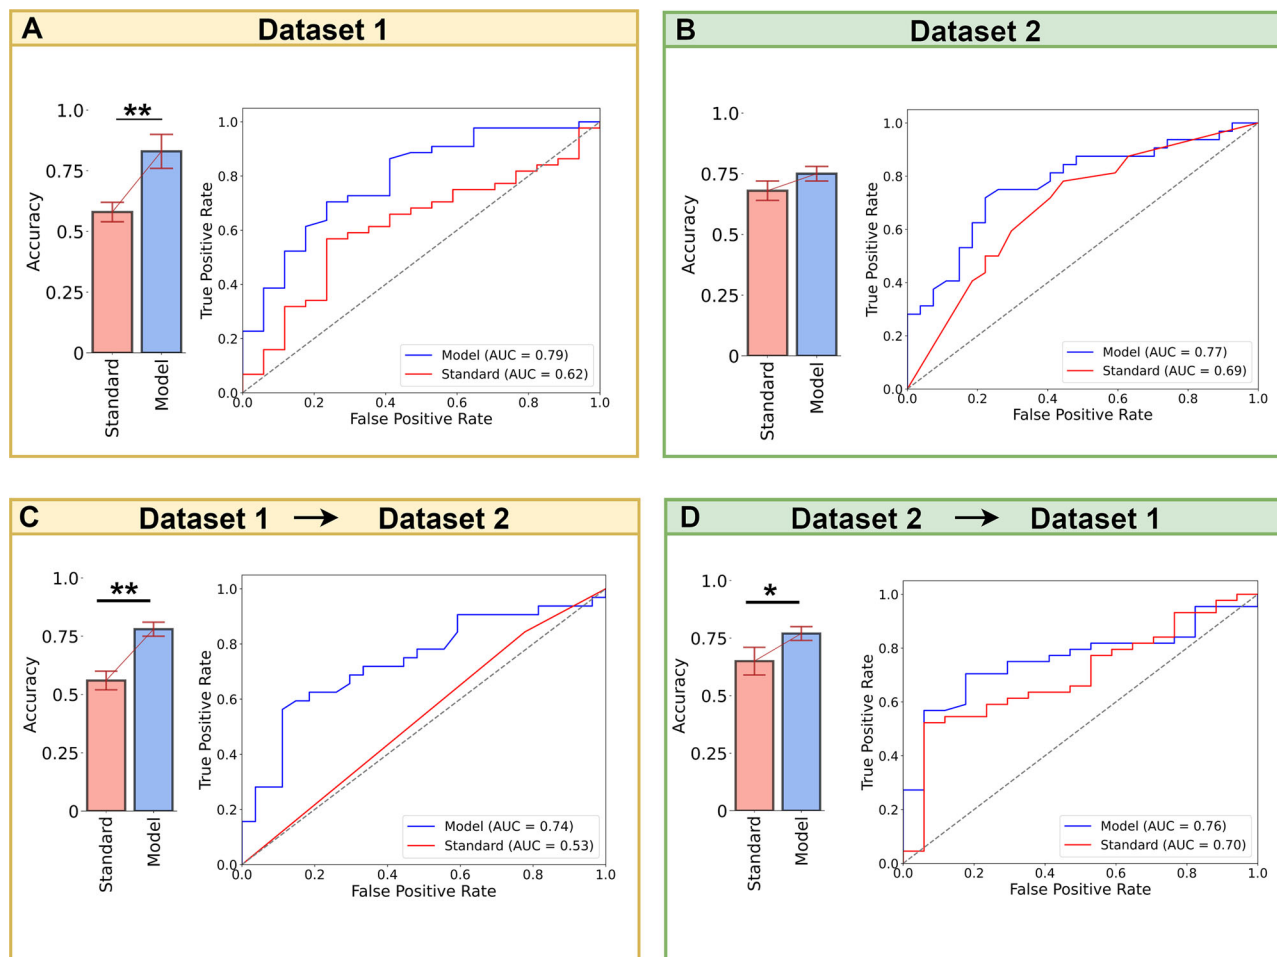 A Dataset 1
**
1.0
0.75
0.5
0.25
0
Accuracy
Standard
Model
1.0
0.8
0.6
0.4
0.2
0.0
True Positive Rate
Model (AUC = 0.79)
Standard (AUC = 0.62)
0.0 0.2 0.4 0.6 0.8 1.0
False Positive Rate
B Dataset 2
1.0
0.75
0.5
0.25
0
Accuracy
Standard
Model
1.0
0.8
0.6
0.4
0.2
0.0
True Positive Rate
Model (AUC = 0.77)
Standard (AUC = 0.69)
0.0 0.2 0.4 0.6 0.8 1.0
False Positive Rate
C Dataset 1 → Dataset 2
**
1.0
0.75
0.5
0.25
0
Accuracy
Standard
Model
1.0
0.8
0.6
0.4
0.2
0.0
True Positive Rate
Model (AUC = 0.74)
Standard (AUC = 0.53)
0.0 0.2 0.4 0.6 0.8 1.0
False Positive Rate
D Dataset 2 → Dataset 1
*
1.0
0.75
0.5
0.25
0
Accuracy
Standard
Model
1.0
0.8
0.6
0.4
0.2
0.0
True Positive Rate
Model (AUC = 0.76)
Standard (AUC = 0.70)
0.0 0.2 0.4 0.6 0.8 1.0
False Positive Rate